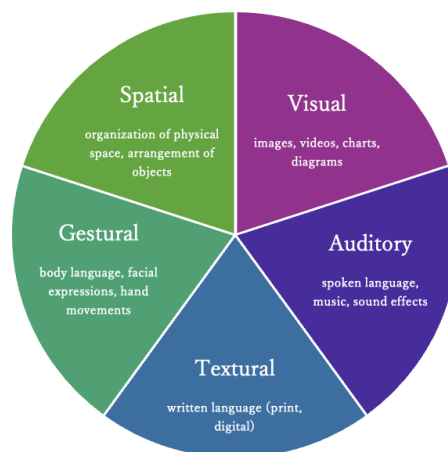 Spatial
organization of physical
space, arrangement of
objects
Visual
images, videos, charts,
diagrams
Gestural
body language, facial
expressions, hand
movements
Auditory
spoken language,
music, sound effects
Textural
written language (print,
digital)